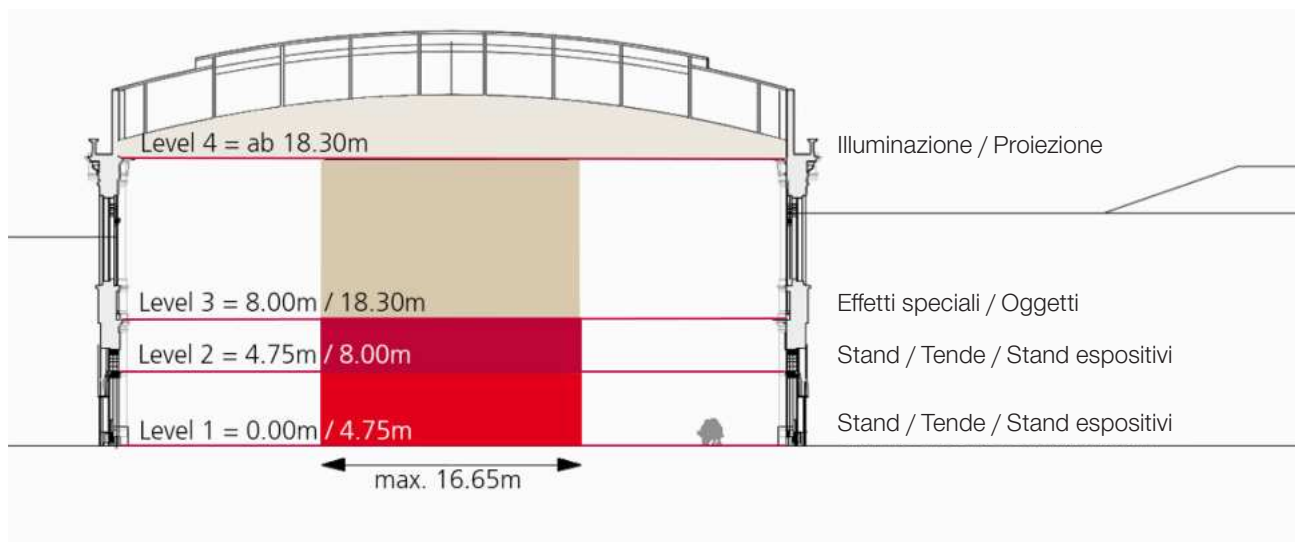 Level 4 = ab 18.30m
Illuminazione / Proiezione
Level 3 = 8.00m / 18.30m
Effetti speciali / Oggetti
Level 2 = 4.75m / 8.00m
Stand / Tende / Stand espositivi
Level 1 = 0.00m / 4.75m
Stand / Tende / Stand espositivi
max. 16.65m